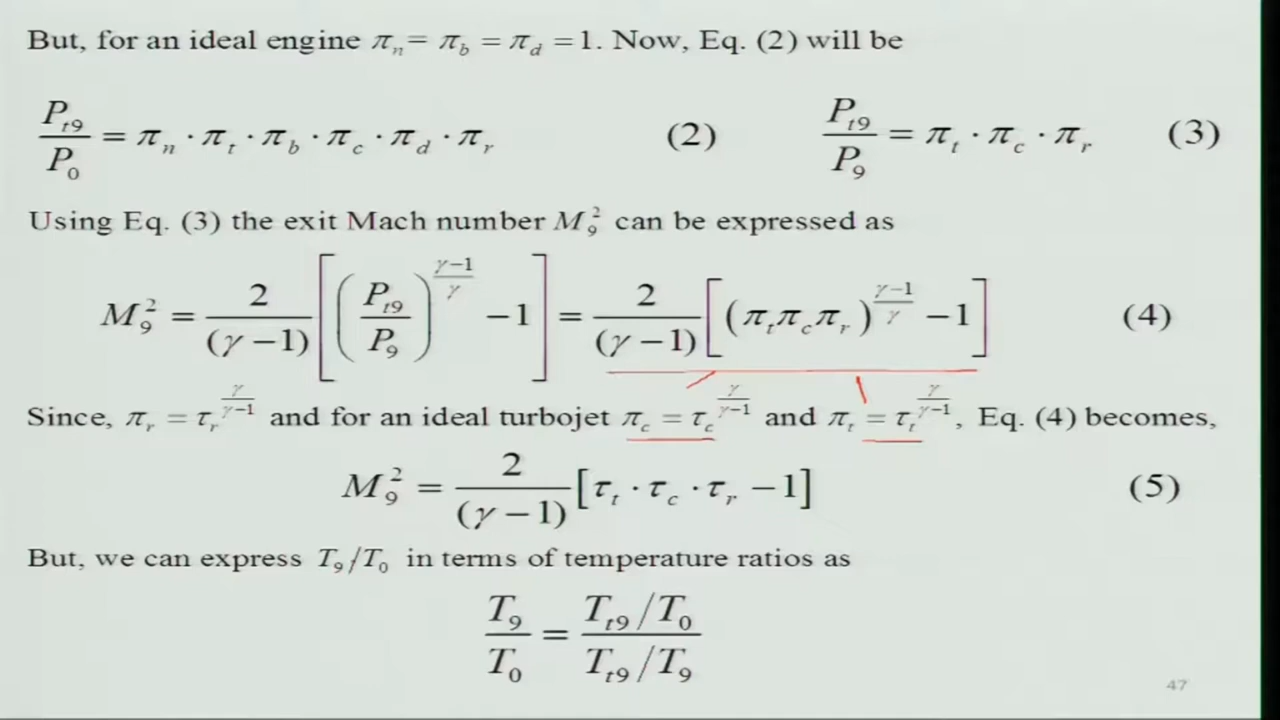 But, for an ideal engine πₙ = π_b = π_d = 1. Now, Eq. (2) will be
P_t9/P_0 = π_n · π_t · π_b · π_c · π_d · π_r (2) P_t9/P_9 = π_t · π_c · π_r (3)
Using Eq. (3) the exit Mach number M_9^2 can be expressed as
M_9^2 = 2/(γ−1) [(P_t9/P_9)^((γ−1)/γ) − 1] = 2/(γ−1) [(π_t π_c π_r)^((γ−1)/γ) − 1] (4)
Since, π_r = τ_r^(γ/(γ−1)) and for an ideal turbojet π_c = τ_c^(γ/(γ−1)) and π_t = τ_t^(γ/(γ−1)), Eq. (4) becomes,
M_9^2 = 2/(γ−1) [τ_t · τ_c · τ_r − 1] (5)
But, we can express T_9/T_0 in terms of temperature ratios as
T_9/T_0 = (T_t9/T_0)/(T_t9/T_9)
47